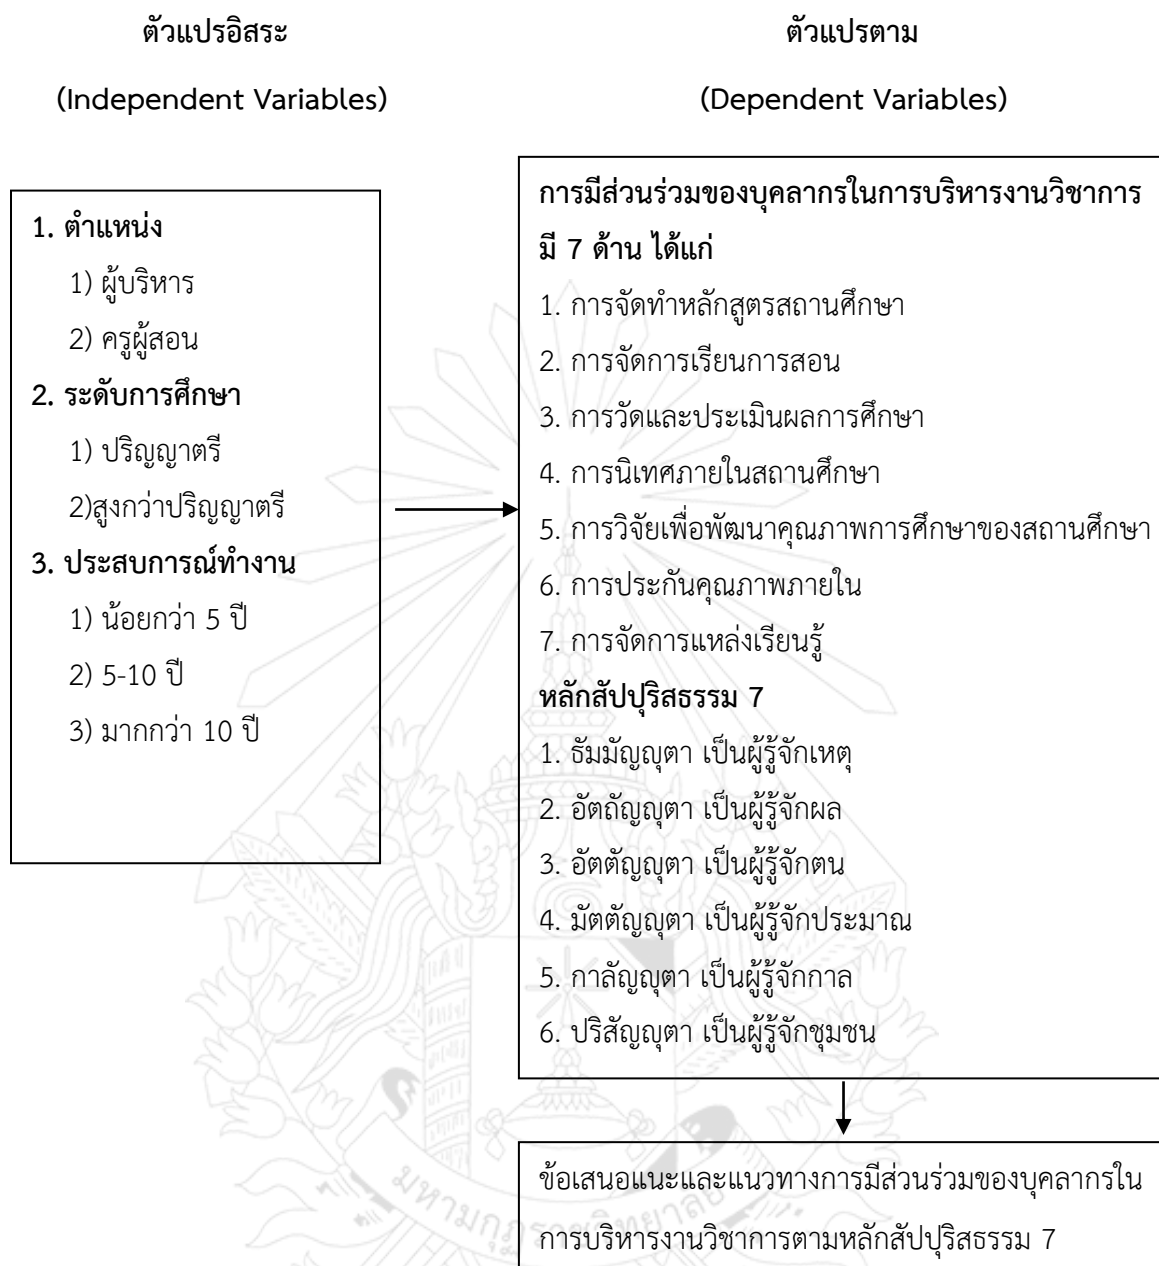 ตัวแปรอิสระ
(Independent Variables)
ตัวแปรตาม
(Dependent Variables)
1. ตำแหน่ง
1) ผู้บริหาร
2) ครูผู้สอน
2. ระดับการศึกษา
1) ปริญญาตรี
2)สูงกว่าปริญญาตรี
3. ประสบการณ์ทำงาน
1) น้อยกว่า 5 ปี
2) 5-10 ปี
3) มากกว่า 10 ปี
การมีส่วนร่วมของบุคลากรในการบริหารงานวิชาการ
มี 7 ด้าน ได้แก่
1. การจัดทำหลักสูตรสถานศึกษา
2. การจัดการเรียนการสอน
3. การวัดและประเมินผลการศึกษา
4. การนิเทศภายในสถานศึกษา
5. การวิจัยเพื่อพัฒนาคุณภาพการศึกษาของสถานศึกษา
6. การประกันคุณภาพภายใน
7. การจัดการแหล่งเรียนรู้
หลักสัปปุริสธรรม 7
1. ธัมมัญญุตา เป็นผู้รู้จักเหตุ
2. อัตถัญญุตา เป็นผู้รู้จักผล
3. อัตตัญญุตา เป็นผู้รู้จักตน
4. มัตตัญญุตา เป็นผู้รู้จักประมาณ
5. กาลัญญุตา เป็นผู้รู้จักกาล
6. ปริสัญญุตา เป็นผู้รู้จักชุมชน
ข้อเสนอแนะและแนวทางการมีส่วนร่วมของบุคลากรใน
การบริหารงานวิชาการตามหลักสัปปุริสธรรม 7
มหามกุฏราชวิทยาลัย